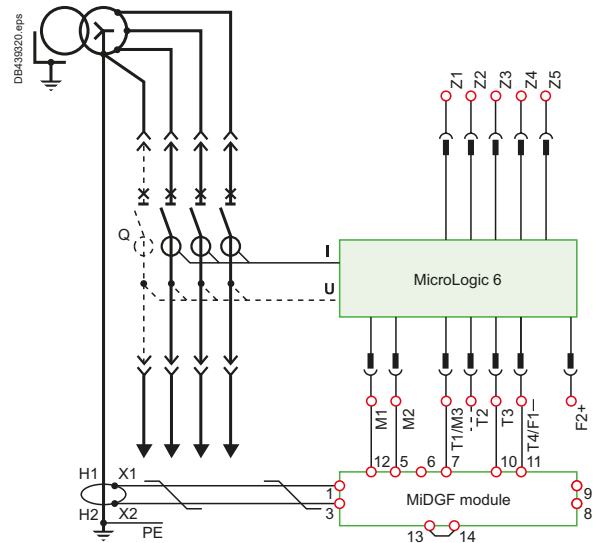 DB439320.eps
Z1
Z2
Z3
Z4
Z5
Q
I
U
MicroLogic 6
M1
M2
T1/M3
T2
T3
T4/F1—
F2+
12
5
6
7
10
11
H1
X1
1
MiDGF module
9
H2
X2
3
8
PE
13
14